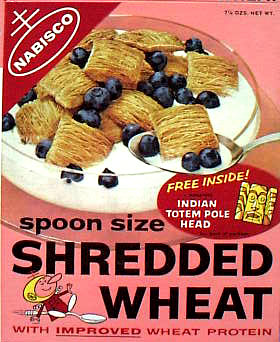 NABISCO
7¼ OZS. NET WT.
FREE INSIDE!
INDIAN
TOTEM POLE
HEAD
spoon size
SHREDDED
WHEAT
WITH IMPROVED WHEAT PROTEIN